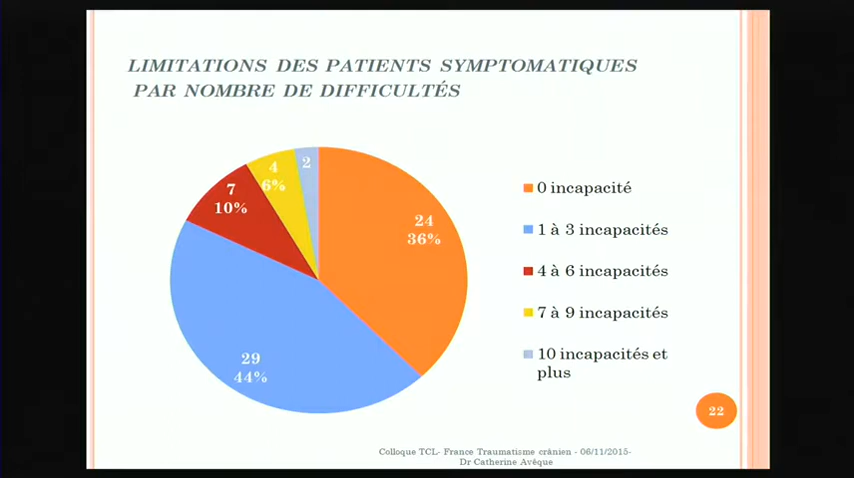 LIMITATIONS DES PATIENTS SYMPTOMATIQUES
PAR NOMBRE DE DIFFICULTÉS
4
6%
2
7
10%
24
36%
29
44%
0 incapacité
1 à 3 incapacités
4 à 6 incapacités
7 à 9 incapacités
10 incapacités et
plus
22
Colloque TCL- France Traumatisme crânien - 06/11/2015-
Dr Catherine Avêque